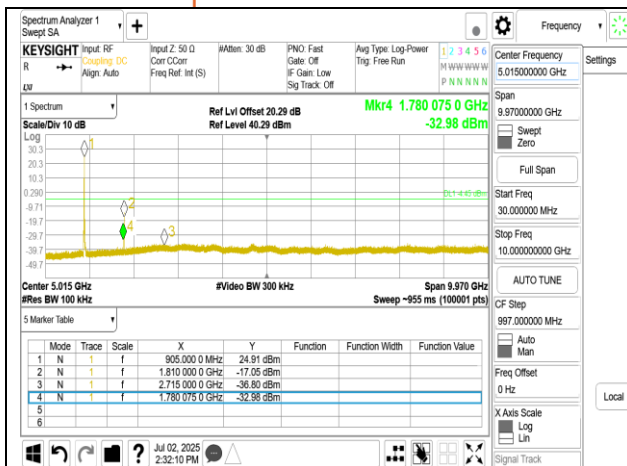 Spectrum Analyzer 1
Swept SA
Frequency
KEYSIGHT
R
LXI
Input: RF
Coupling: DC
Align: Auto
Input Z: 50 Ω
Corr CCorr
Freq Ref: Int (S)
#Atten: 30 dB
PNO: Fast
Gate: Off
IF Gain: Low
Sig Track: Off
Avg Type: Log-Power
Trig: Free Run
1 2 3 4 5 6
M W W W W W
P N N N N N
1 Spectrum
Scale/Div 10 dB
Ref Lvl Offset 20.29 dB
Ref Level 40.29 dBm
Mkr4 1.780 075 0 GHz
-32.98 dBm
Log
30.3
20.3
10.3
0.290
-9.71
-19.7
-29.7
-39.7
-49.7
1
2
4
3
Center 5.015 GHz
#Res BW 100 kHz
#Video BW 300 kHz
Span 9.970 GHz
Sweep ~955 ms (100001 pts)
5 Marker Table
Mode Trace Scale X Y Function Function Width Function Value
1 N 1 f 905.000 0 MHz 24.91 dBm
2 N 1 f 1.810 000 0 GHz -17.05 dBm
3 N 1 f 2.715 000 0 GHz -36.80 dBm
4 N 1 f 1.780 075 0 GHz -32.98 dBm
5
6
?
Jul 02, 2025
2:32:10 PM
Center Frequency
5.015000000 GHz
Span
9.97000000 GHz
Swept
Zero
Full Span
Start Freq
30.000000 MHz
Stop Freq
10.000000000 GHz
AUTO TUNE
CF Step
997.000000 MHz
Auto
Man
Freq Offset
0 Hz
X Axis Scale
Log
Lin
Signal Track
Settings
Local